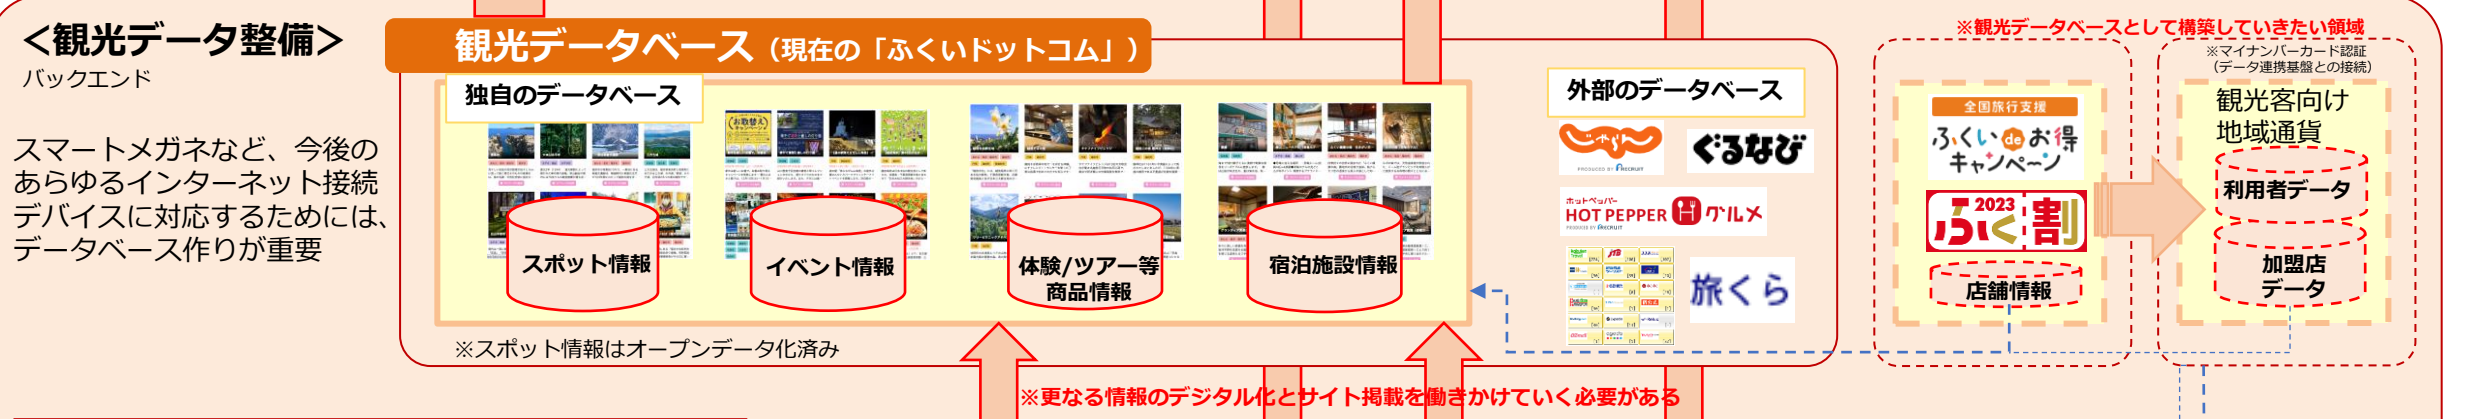 ＜観光データ整備＞
バックエンド
スマートメガネなど、今後の
あらゆるインターネット接続
デバイスに対応するためには、
データベース作りが重要
観光データベース（現在の「ふくいドットコム」）
独自のデータベース
スポット情報
イベント情報
体験/ツアー等
商品情報
宿泊施設情報
※スポット情報はオープンデータ化済み
外部のデータベース
じゃらん
PRODUCED BY RECRUIT
ぐるなび
ホットペッパー
HOT PEPPER グルメ
PRODUCED BY RECRUIT
JTB
旅くら
※観光データベースとして構築していきたい領域
全国旅行支援
ふくいdeお得
キャンペーン
2023
ふく割
店舗情報
※マイナンバーカード認証
（データ連携基盤との接続）
観光客向け
地域通貨
利用者データ
加盟店
データ
※更なる情報のデジタル化とサイト掲載を働きかけていく必要がある